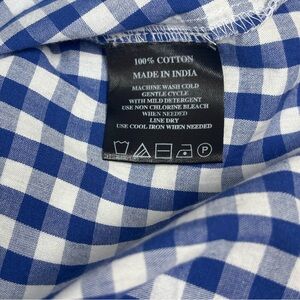 100% COTTON
MADE IN INDIA
MACHINE WASH COLD
GENTLE CYCLE
WITH MILD DETERGENT
USE NON CHLORINE BLEACH
WHEN NEEDED
LINE DRY
USE COOL IRON WHEN NEEDED
P